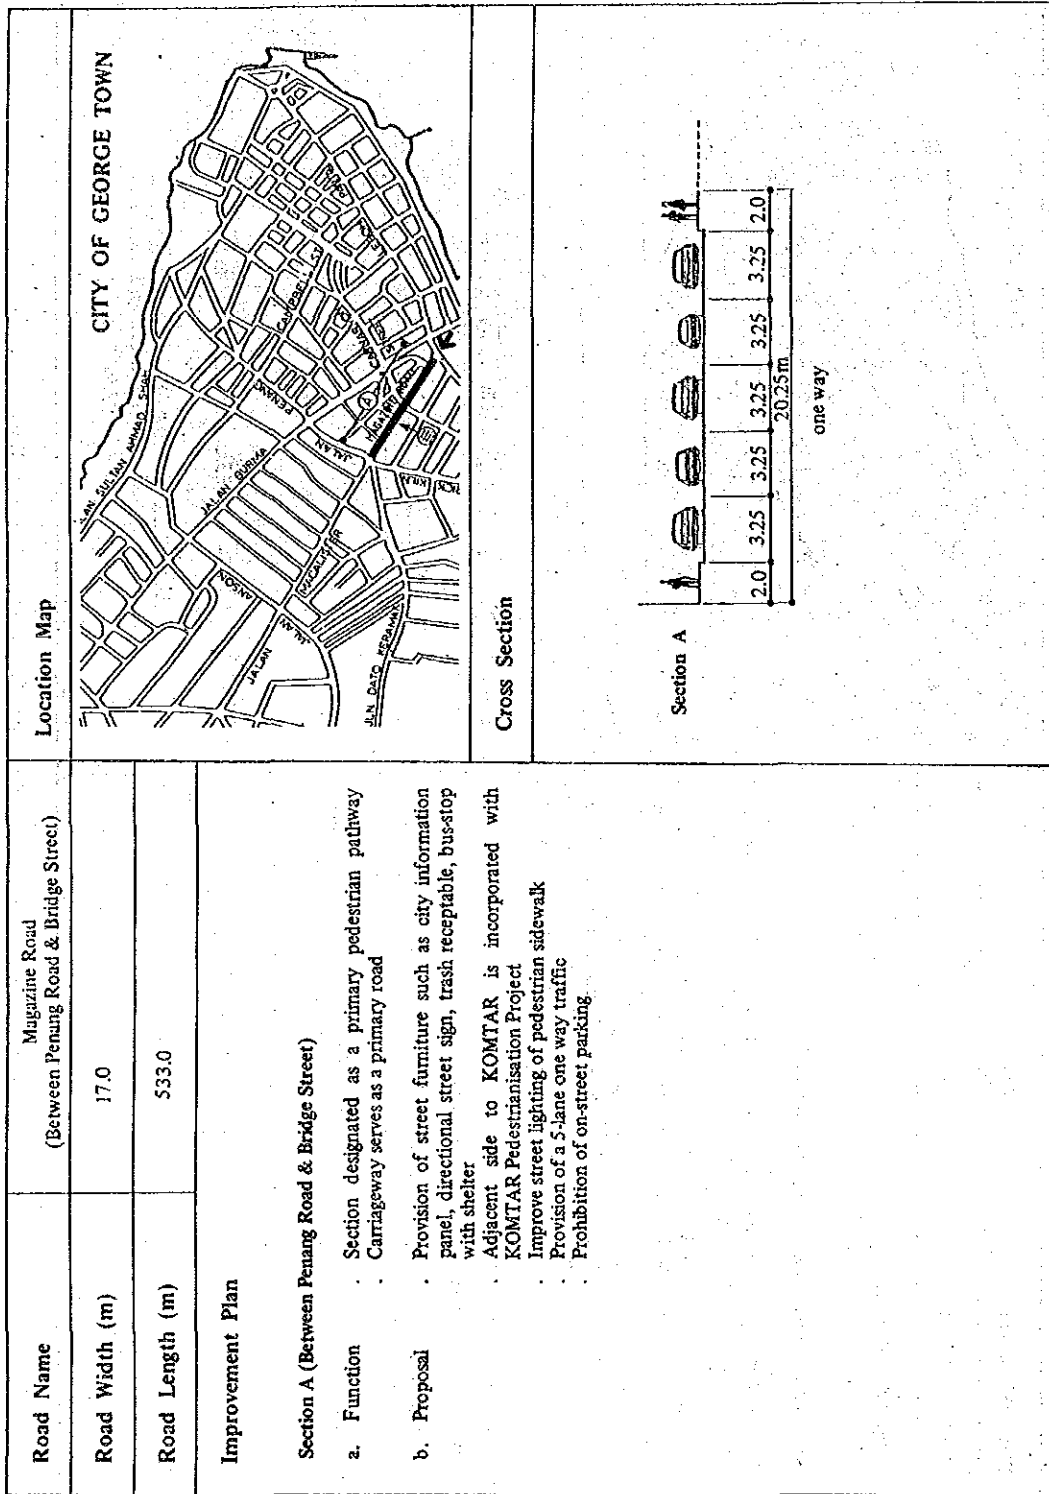 Road Name
Magazine Road
(Between Penang Road & Bridge Street)
Road Width (m)
17.0
Road Length (m)
533.0
Improvement Plan
Section A (Between Penang Road & Bridge Street)
a. Function
. Section designated as a primary pedestrian pathway
. Carriageway serves as a primary road
b. Proposal
. Provision of street furniture such as city information
panel, directional street sign, trash receptable, bus-stop
with shelter
. Adjacent side to KOMTAR is incorporated with
KOMTAR Pedestrianisation Project
. Improve street lighting of pedestrian sidewalk
. Provision of a 5-lane one way traffic
. Prohibition of on-street parking
Location Map
CITY OF GEORGE TOWN
SULTAN AHMAD SHAH
JALAN BURMA
PENANG
CAMPBELL ST
CARNARVON
STREET
JALAN
ANSON
JALAN
MACALISTER
JALAN
MAGAZINE ROAD
A
KILN
JLN DATO KERAMAT
Cross Section
Section A
2.0 3.25 3.25 3.25 3.25 3.25 2.0
20.25m
one way